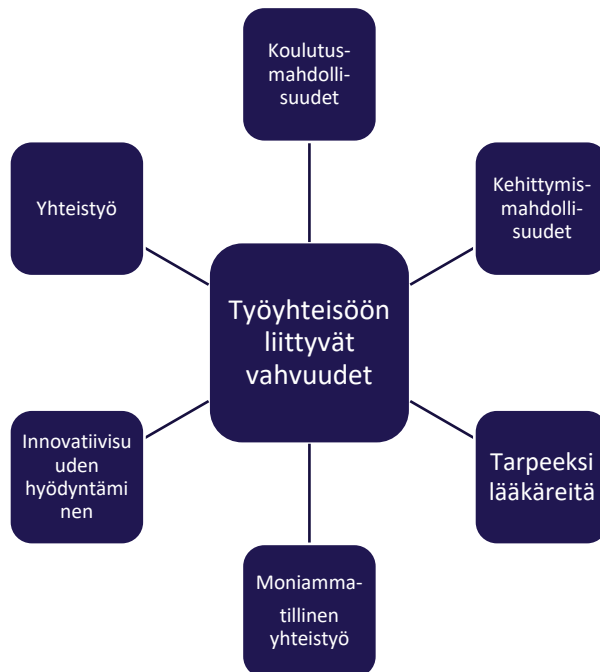 Koulutus-
mahdolli-
suudet
Yhteistyö
Kehittymis-
mahdolli-
suudet
Työyhteisöön
liittyvät
vahvuudet
Innovatiivisu
uden
hyödyntämi
nen
Tarpeeksi
lääkäreitä
Moniamma-
tillinen
yhteistyö